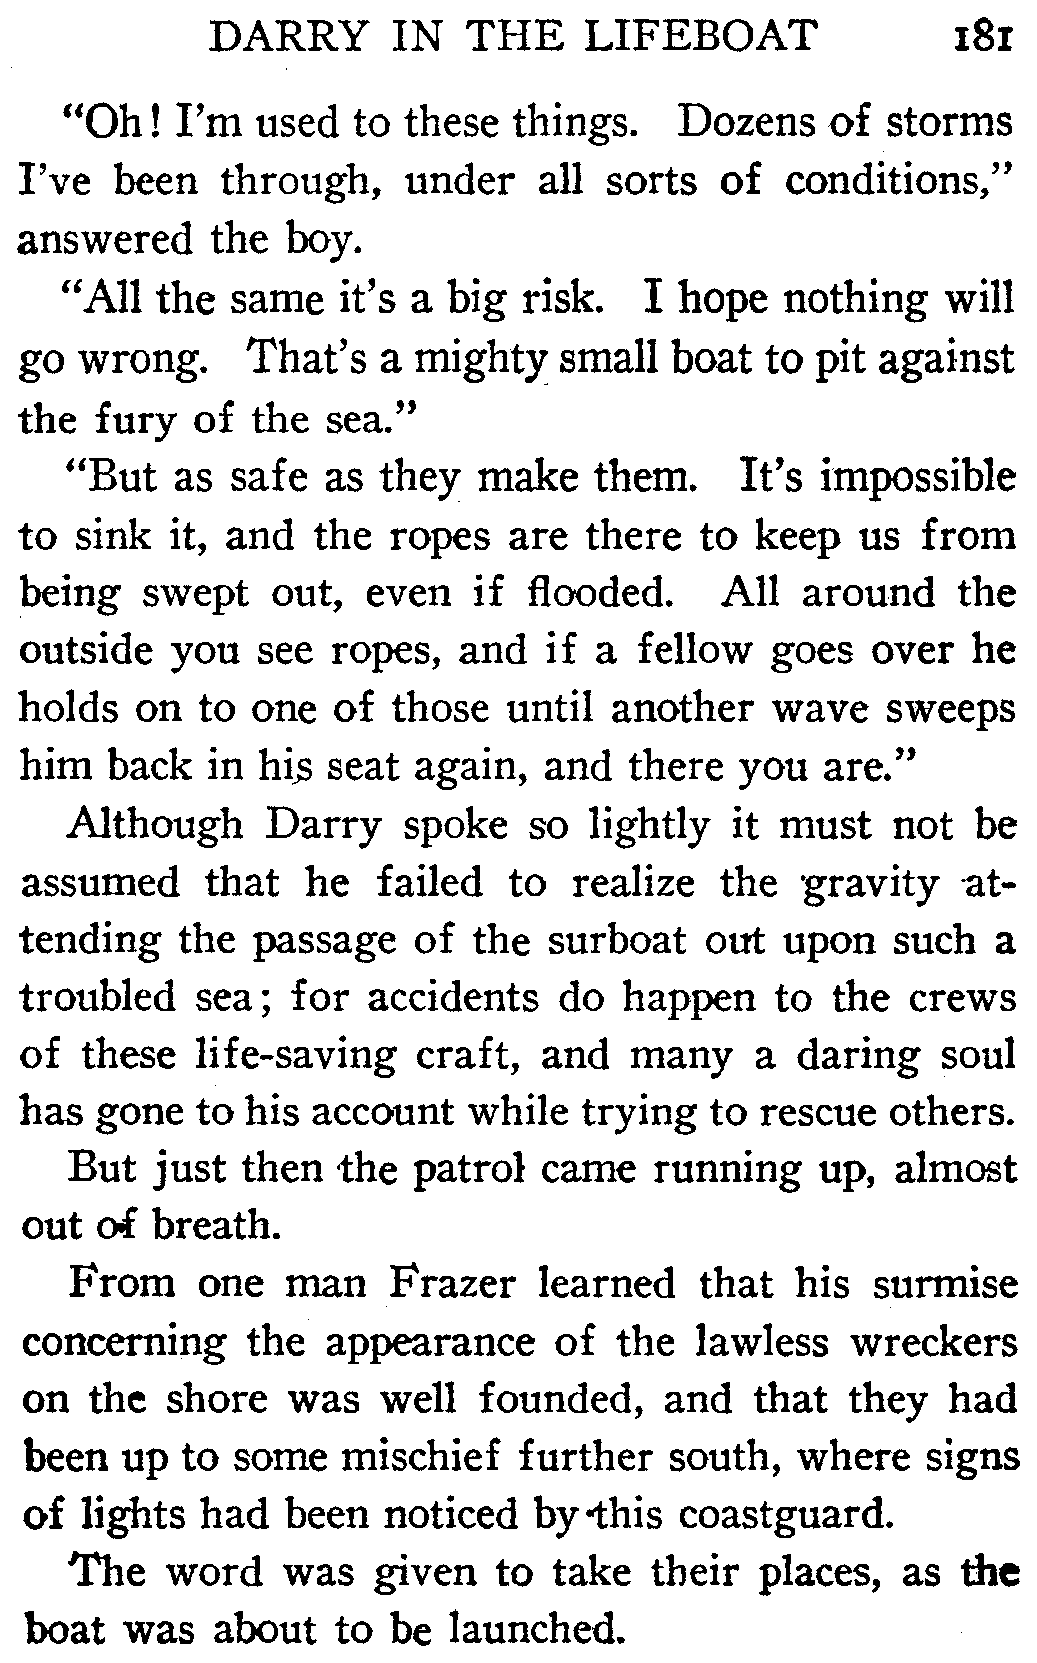 DARRY IN THE LIFEBOAT 181
"Oh! I'm used to these things. Dozens of storms
I've been through, under all sorts of conditions,"
answered the boy.
"All the same it's a big risk. I hope nothing will
go wrong. That's a mighty small boat to pit against
the fury of the sea."
"But as safe as they make them. It's impossible
to sink it, and the ropes are there to keep us from
being swept out, even if flooded. All around the
outside you see ropes, and if a fellow goes over he
holds on to one of those until another wave sweeps
him back in his seat again, and there you are."
Although Darry spoke so lightly it must not be
assumed that he failed to realize the gravity at-
tending the passage of the surboat out upon such a
troubled sea; for accidents do happen to the crews
of these life-saving craft, and many a daring soul
has gone to his account while trying to rescue others.
But just then the patrol came running up, almost
out of breath.
From one man Frazer learned that his surmise
concerning the appearance of the lawless wreckers
on the shore was well founded, and that they had
been up to some mischief further south, where signs
of lights had been noticed by this coastguard.
The word was given to take their places, as the
boat was about to be launched.